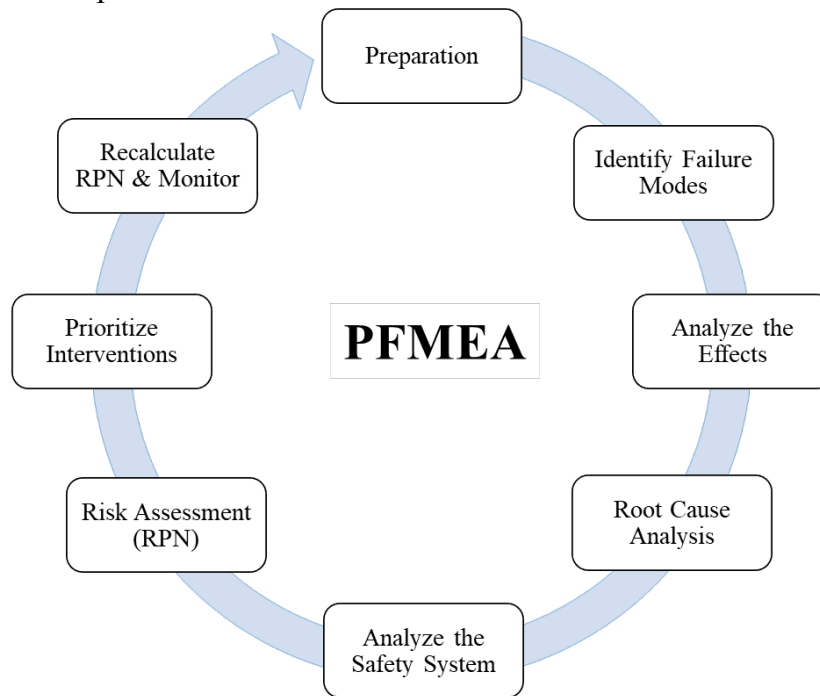 Preparation
Identify Failure
Modes
Analyze the
Effects
Root Cause
Analysis
Analyze the
Safety System
Risk Assessment
(RPN)
Prioritize
Interventions
Recalculate
RPN & Monitor
PFMEA